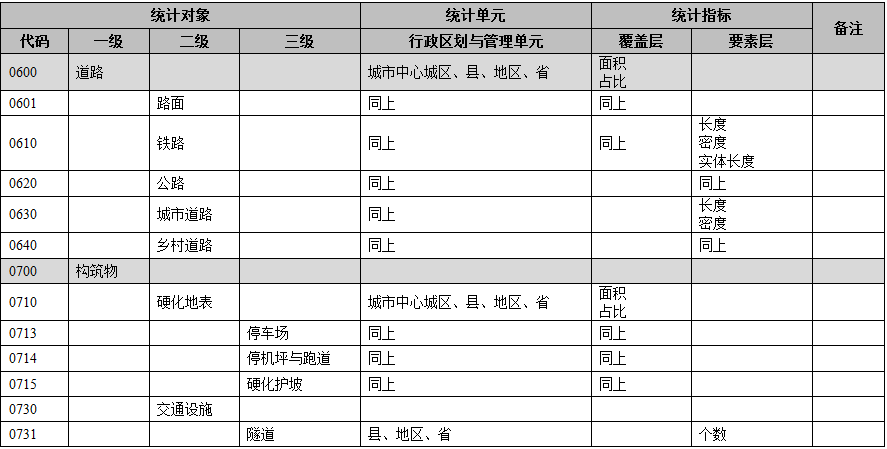 统计对象 统计单元 统计指标 备注
代码 一级 二级 三级 行政区划与管理单元 覆盖层 要素层
0600 道路 城市中心城区、县、地区、省 面积
占比
0601 路面 同上 同上
0610 铁路 同上 同上 长度
密度
实体长度
0620 公路 同上 同上
0630 城市道路 同上 长度
密度
0640 乡村道路 同上 同上
0700 构筑物
0710 硬化地表 城市中心城区、县、地区、省 面积
占比
0713 停车场 同上 同上
0714 停机坪与跑道 同上 同上
0715 硬化护坡 同上 同上
0730 交通设施
0731 隧道 县、地区、省 个数